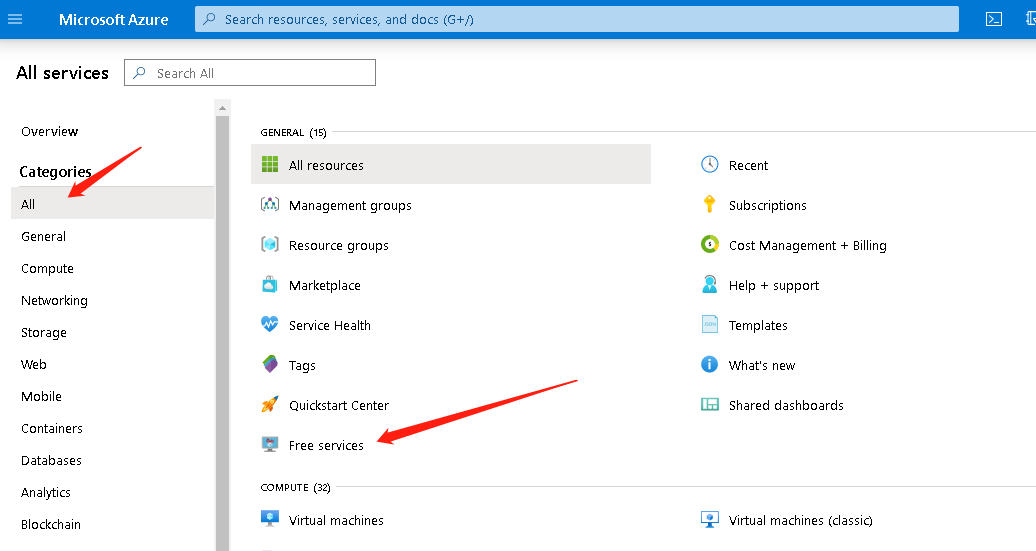 Microsoft Azure
Search resources, services, and docs (G+/)
All services
Search All
Overview
Categories
All
General
Compute
Networking
Storage
Web
Mobile
Containers
Databases
Analytics
Blockchain
GENERAL (15)
All resources
Recent
Management groups
Subscriptions
Resource groups
Cost Management + Billing
Marketplace
Help + support
Service Health
Templates
Tags
What's new
Quickstart Center
Shared dashboards
Free services
COMPUTE (32)
Virtual machines
Virtual machines (classic)